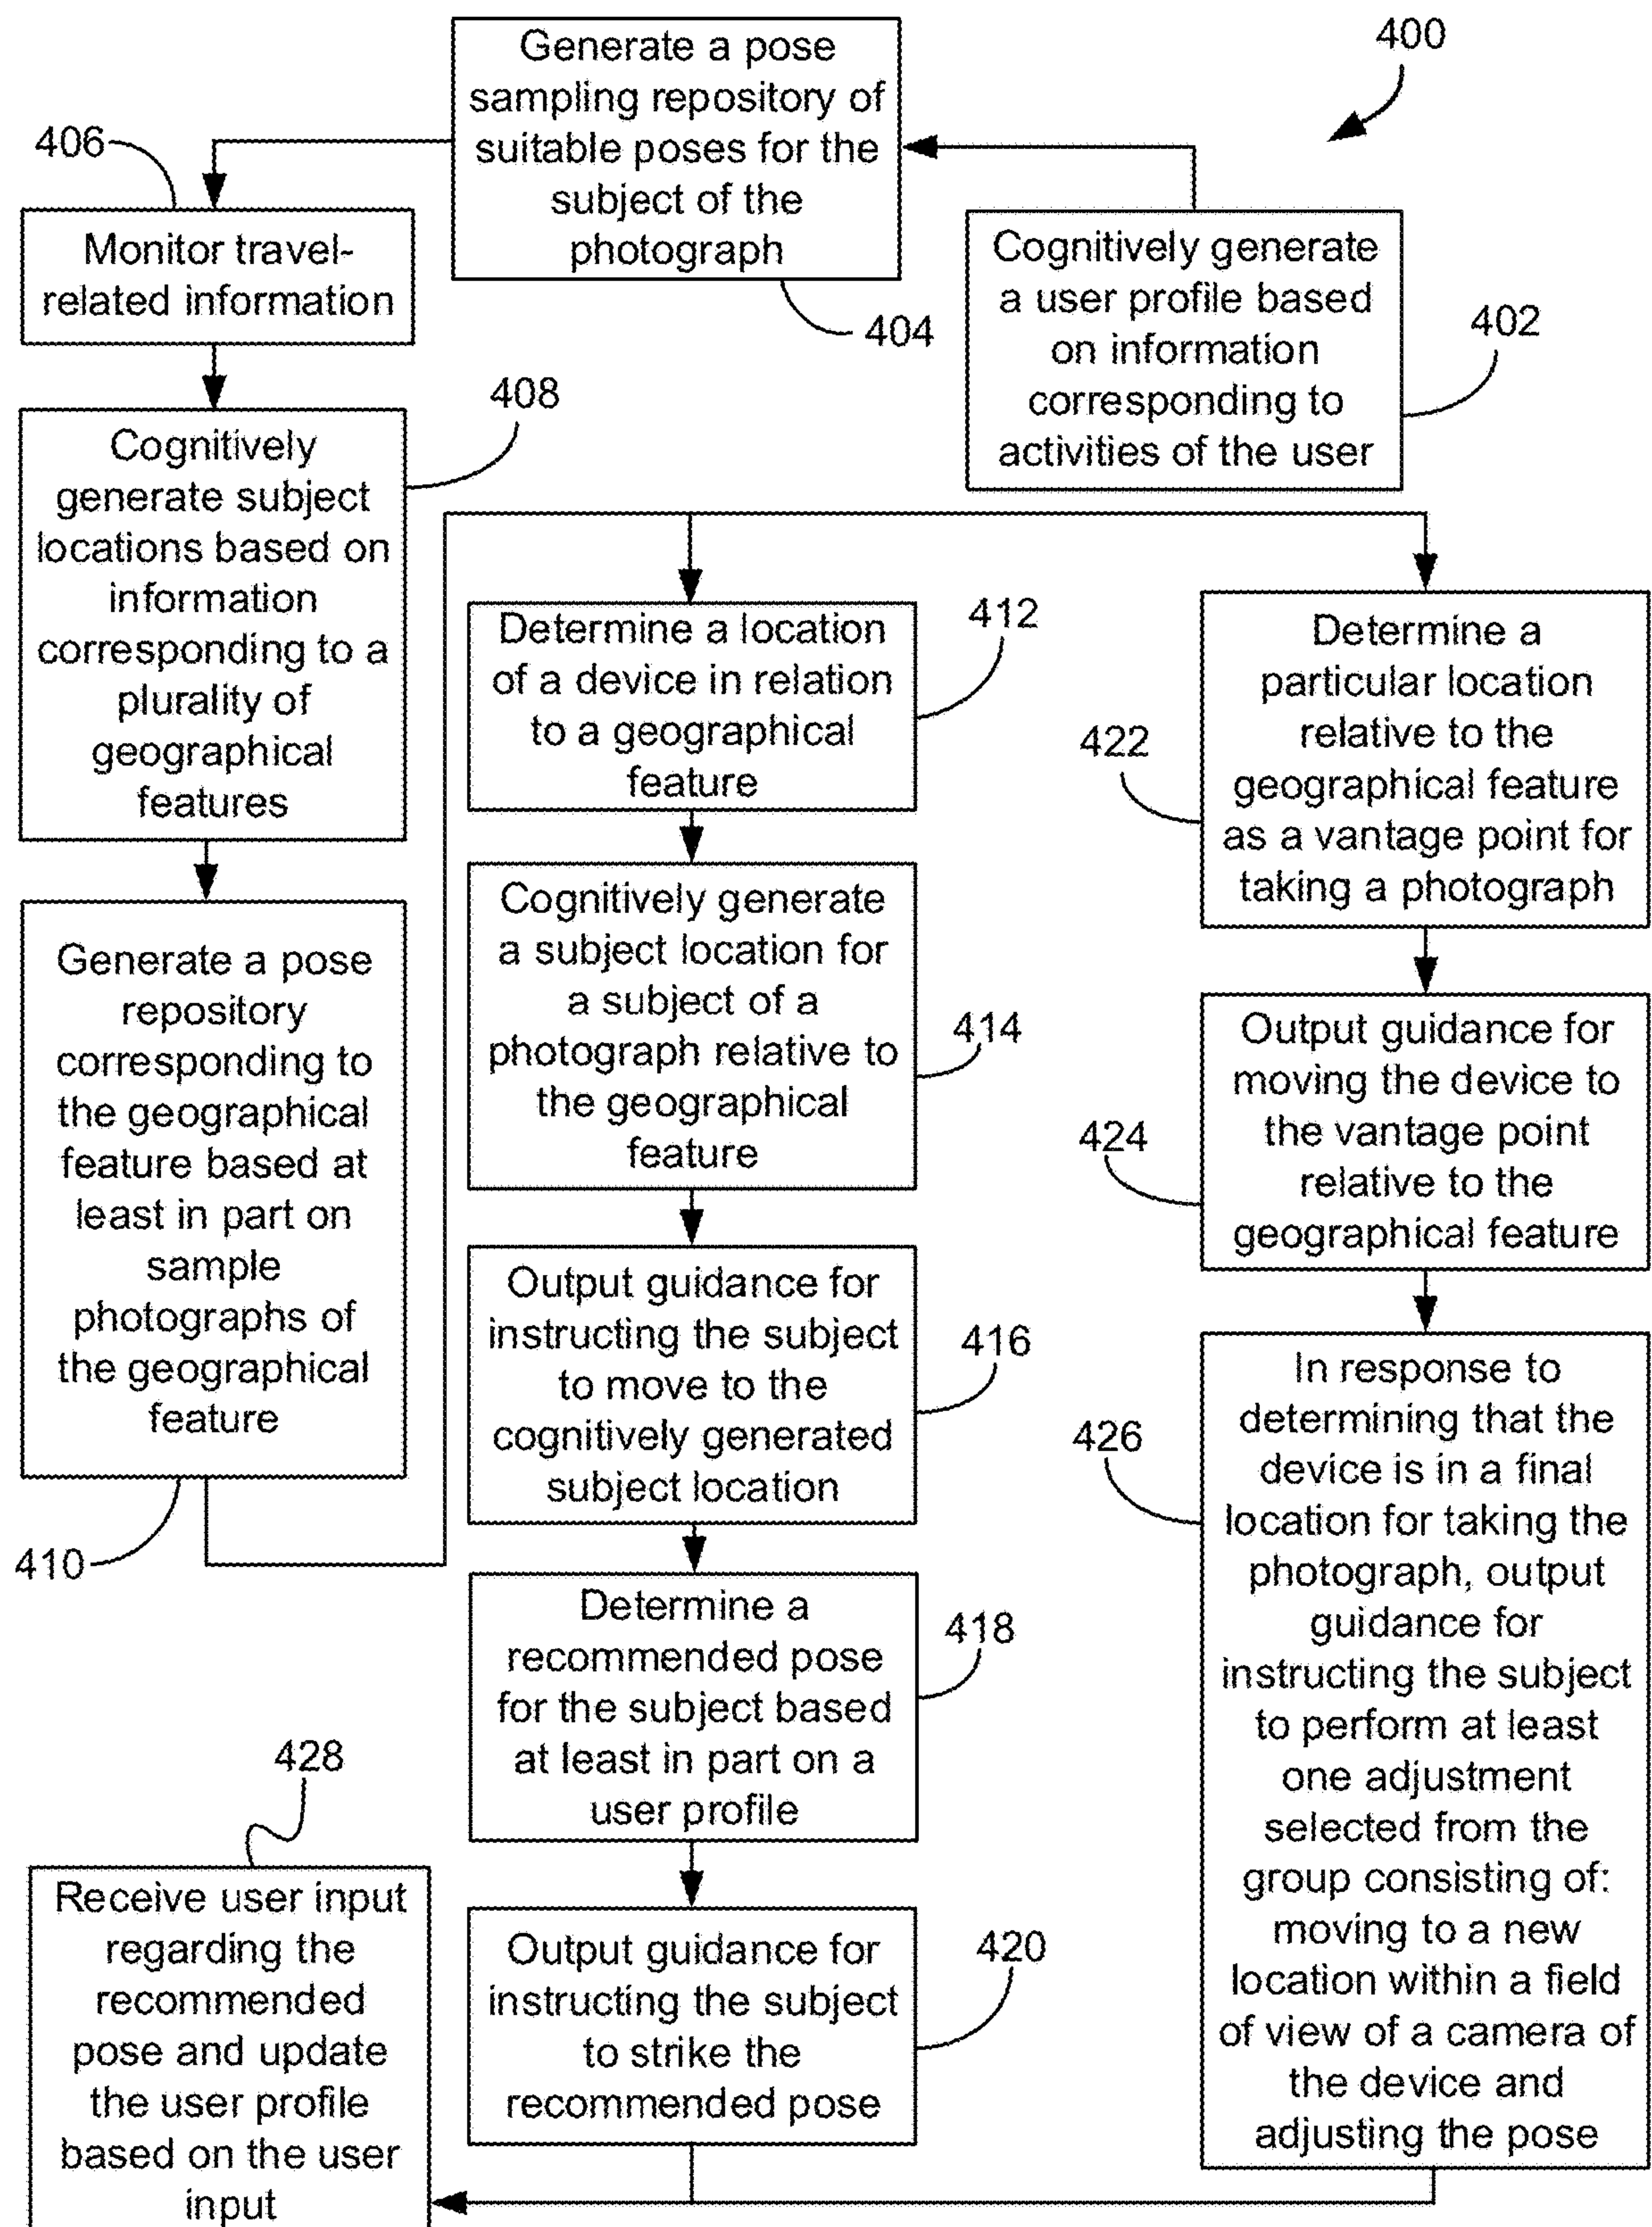 400
Generate a pose
sampling repository of
suitable poses for the
subject of the
photograph
404
Cognitively generate
a user profile based
on information
corresponding to
activities of the user
402
406
Monitor travel-
related information
408
Cognitively
generate subject
locations based on
information
corresponding to a
plurality of
geographical
features
Generate a pose
repository
corresponding to
the geographical
feature based at
least in part on
sample
photographs of
the geographical
feature
410
Determine a location
of a device in relation
to a geographical
feature
412
Cognitively generate
a subject location for
a subject of a
photograph relative to
the geographical
feature
414
Output guidance for
instructing the subject
to move to the
cognitively generated
subject location
416
Determine a
recommended pose
for the subject based
at least in part on a
user profile
418
Output guidance for
instructing the subject
to strike the
recommended pose
420
Determine a
particular location
relative to the
geographical feature
as a vantage point for
taking a photograph
422
Output guidance for
moving the device to
the vantage point
relative to the
geographical feature
424
In response to
determining that the
device is in a final
location for taking the
photograph, output
guidance for
instructing the subject
to perform at least
one adjustment
selected from the
group consisting of:
moving to a new
location within a field
of view of a camera of
the device and
adjusting the pose
426
428
Receive user input
regarding the
recommended
pose and update
the user profile
based on the user
input